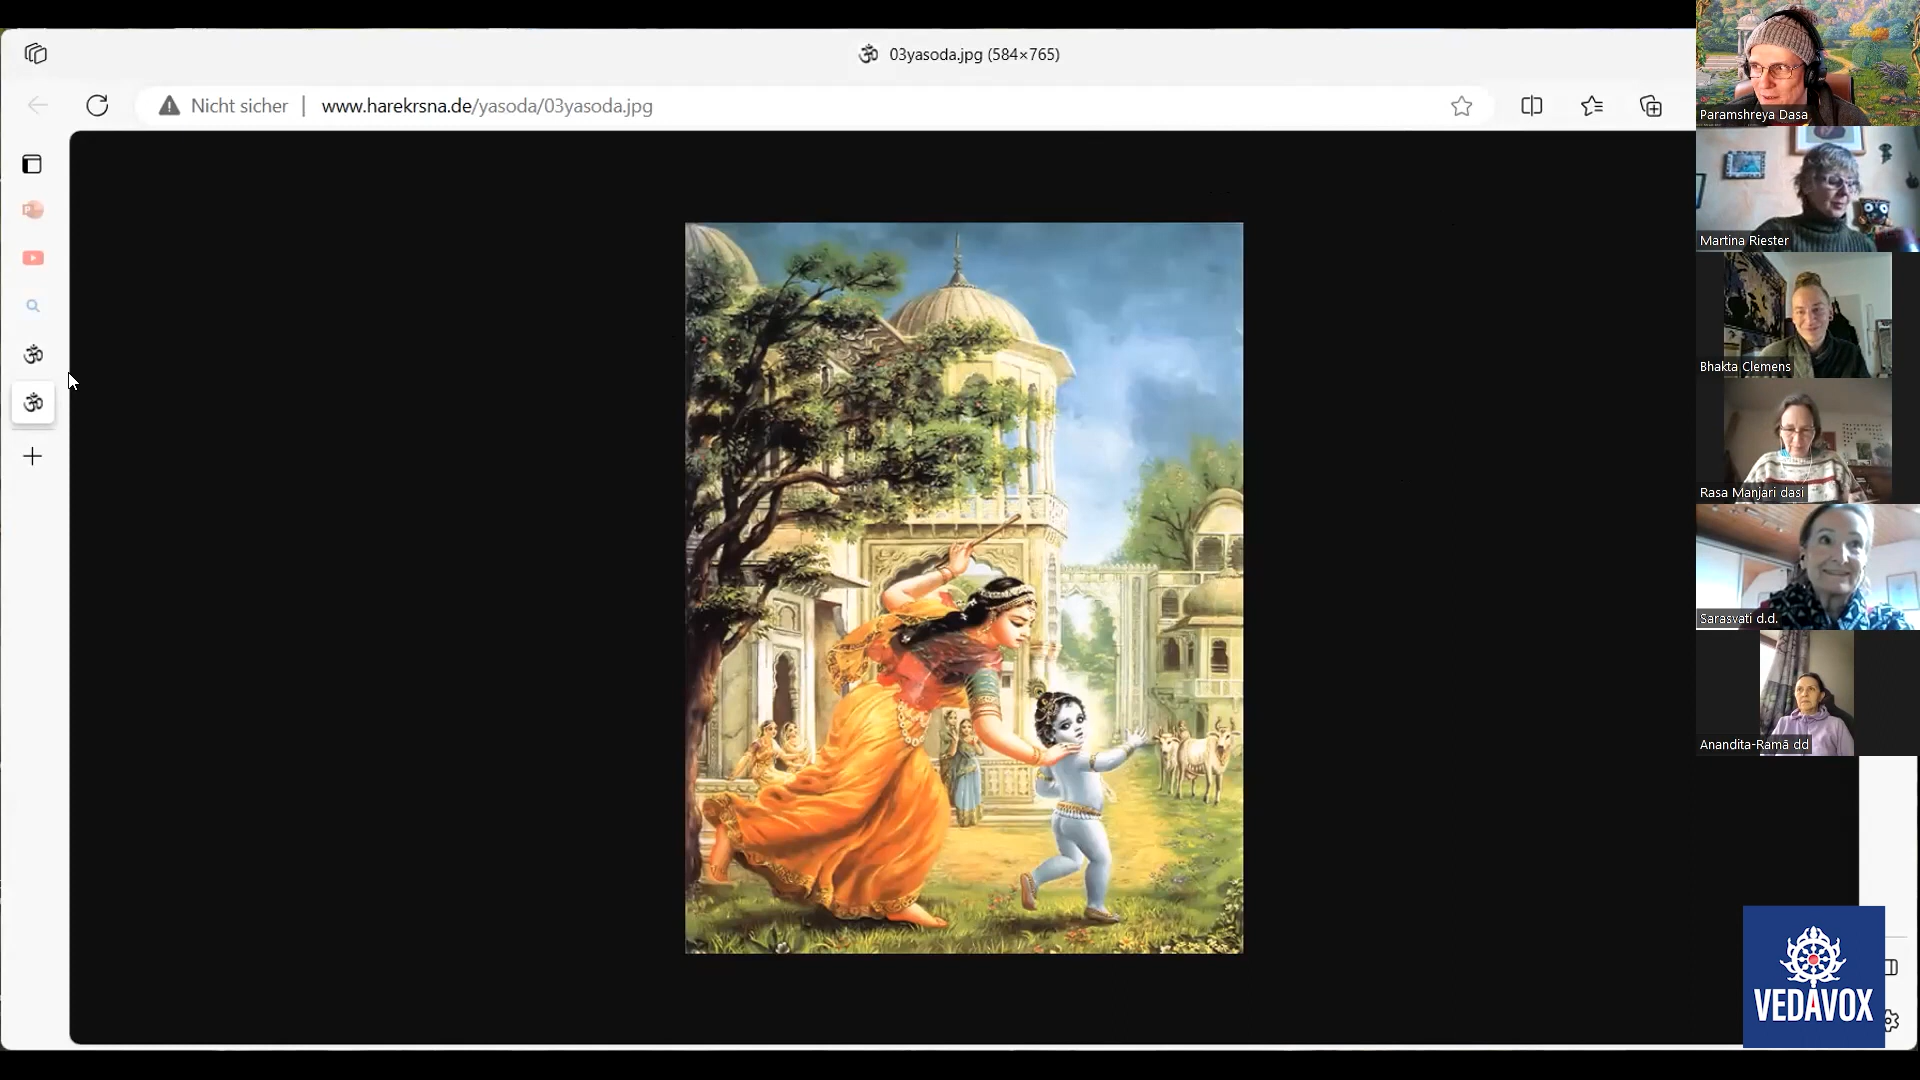 03yasoda.jpg (584×765)
Nicht sicher | www.harekrsna.de/yasoda/03yasoda.jpg
Paramshreya Dasa
Martina Riester
Bhakta Clemens
Rasa Manjari dasi
Sarasvati d.d.
Anandita-Ramā dd
VEDAVOX